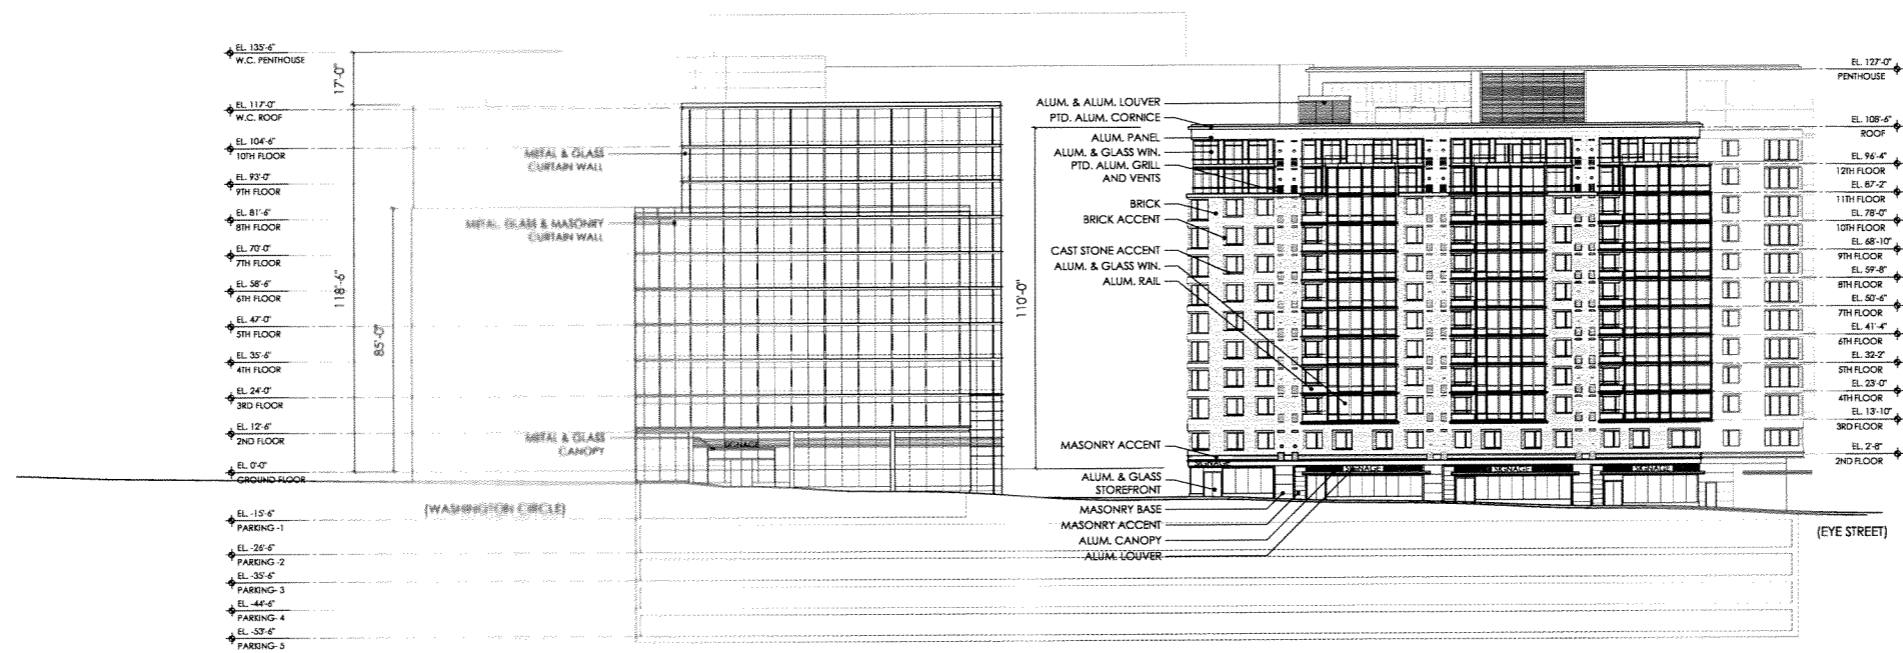 EL. 135'-6"
W.C. PENTHOUSE
EL. 117'-0"
W.C. ROOF
EL. 104'-6"
10TH FLOOR
EL. 93'-0"
9TH FLOOR
EL. 81'-6"
8TH FLOOR
EL. 70'-0"
7TH FLOOR
EL. 58'-6"
6TH FLOOR
EL. 47'-0"
5TH FLOOR
EL. 35'-6"
4TH FLOOR
EL. 24'-0"
3RD FLOOR
EL. 12'-6"
2ND FLOOR
EL. 0'-0"
GROUND FLOOR
EL. -15'-6"
PARKING -1
EL. -26'-6"
PARKING -2
EL. -35'-6"
PARKING- 3
EL. -44'-6"
PARKING- 4
EL. -53'-6"
PARKING- 5
17'-0"
118'-6"
85'-0"
METAL & GLASS
CURTAIN WALL
METAL, GLASS & MASONRY
CURTAIN WALL
METAL & GLASS
CANOPY
SIGNAGE
(WASHINGTON CIRCLE)
110'-0"
ALUM. & ALUM. LOUVER
PTD. ALUM. CORNICE
ALUM. PANEL
ALUM. & GLASS WIN.
PTD. ALUM. GRILL
AND VENTS
BRICK
BRICK ACCENT
CAST STONE ACCENT
ALUM. & GLASS WIN.
ALUM. RAIL
MASONRY ACCENT
ALUM. & GLASS
STOREFRONT
MASONRY BASE
MASONRY ACCENT
ALUM. CANOPY
ALUM. LOUVER
SIGNAGE
SIGNAGE
SIGNAGE
SIGNAGE
EL. 127'-0"
PENTHOUSE
EL. 108'-6"
ROOF
EL. 96'-4"
12TH FLOOR
EL. 87'-2"
11TH FLOOR
EL. 78'-0"
10TH FLOOR
EL. 68'-10"
9TH FLOOR
EL. 59'-8"
8TH FLOOR
EL. 50'-6"
7TH FLOOR
EL. 41'-4"
6TH FLOOR
EL. 32'-2"
5TH FLOOR
EL. 23'-0"
4TH FLOOR
EL. 13'-10"
3RD FLOOR
EL. 2'-8"
2ND FLOOR
(EYE STREET)